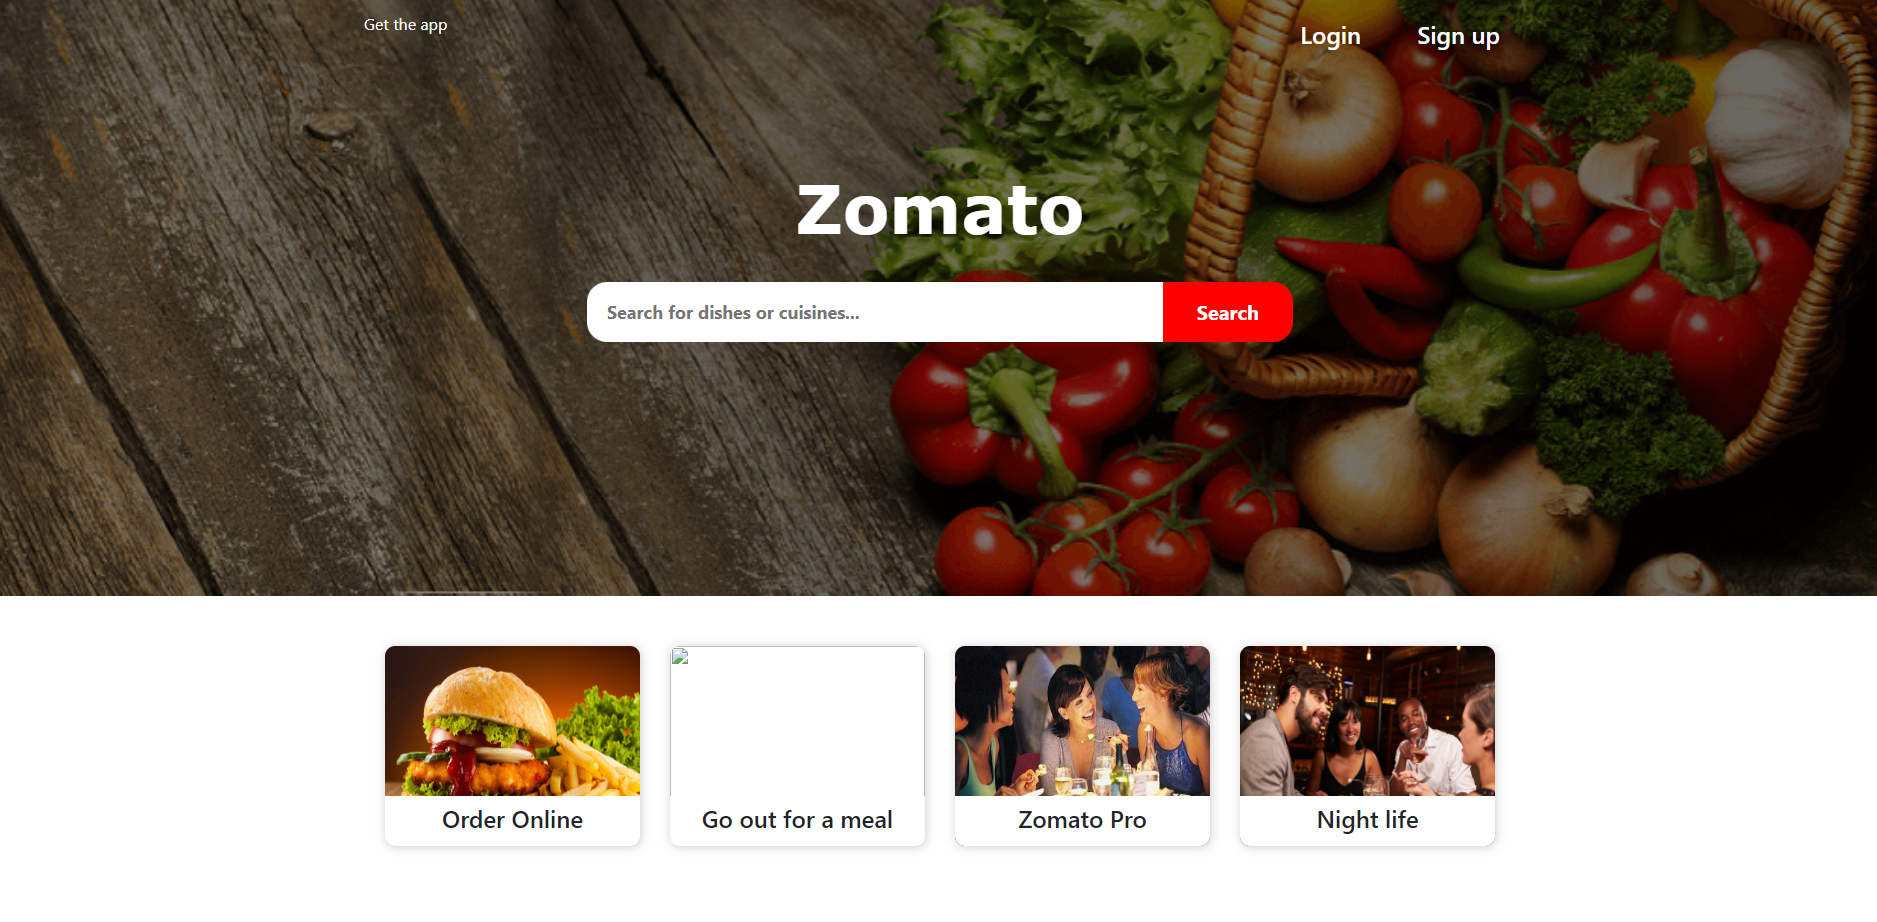 Get the app
Login
Sign up
Zomato
Search for dishes or cuisines...
Search
Order Online
Go out for a meal
Zomato Pro
Night life